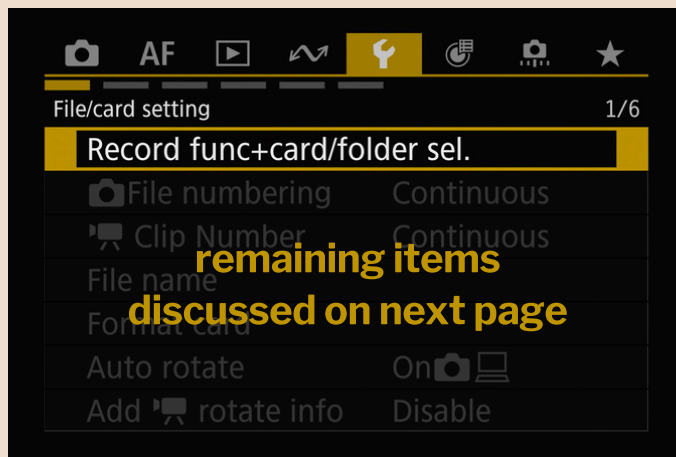 AF
File/card setting 1/6
Record func+card/folder sel.
File numbering Continuous
Clip Number Continuous
remaining items
File name
discussed on next page
Format card
Auto rotate On
Add rotate info Disable